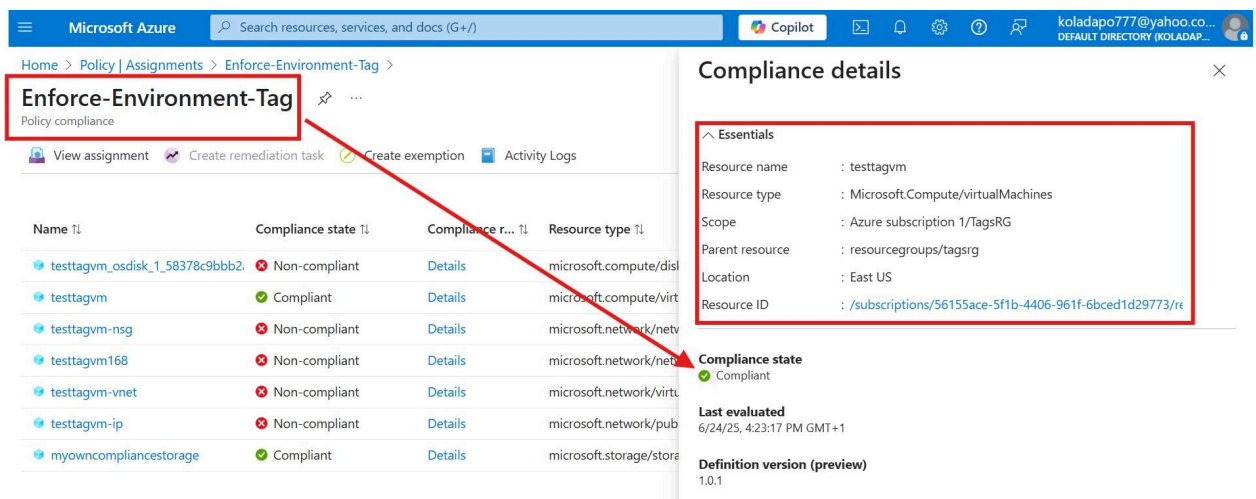 Microsoft Azure
Search resources, services, and docs (G+/)
Copilot
koladapo777@yahoo.co...
DEFAULT DIRECTORY (KOLADAP...
Home > Policy | Assignments > Enforce-Environment-Tag >
Enforce-Environment-Tag
Policy compliance
View assignment Create remediation task Create exemption Activity Logs
Name Compliance state Compliance r... Resource type
testtagvm_osdisk_1_58378c9bbb2 Non-compliant Details microsoft.compute/dis
testtagvm Compliant Details microsoft.compute/virt
testtagvm-nsg Non-compliant Details microsoft.network/netw
testtagvm168 Non-compliant Details microsoft.network/net
testtagvm-vnet Non-compliant Details microsoft.network/virtu
testtagvm-ip Non-compliant Details microsoft.network/pub
myowncompliancestorage Compliant Details microsoft.storage/stora
Compliance details
Essentials
Resource name : testtagvm
Resource type : Microsoft.Compute/virtualMachines
Scope : Azure subscription 1/TagsRG
Parent resource : resourcegroups/tagsrg
Location : East US
Resource ID : /subscriptions/56155ace-5f1b-4406-961f-6bced1d29773/re
Compliance state
Compliant
Last evaluated
6/24/25, 4:23:17 PM GMT+1
Definition version (preview)
1.0.1